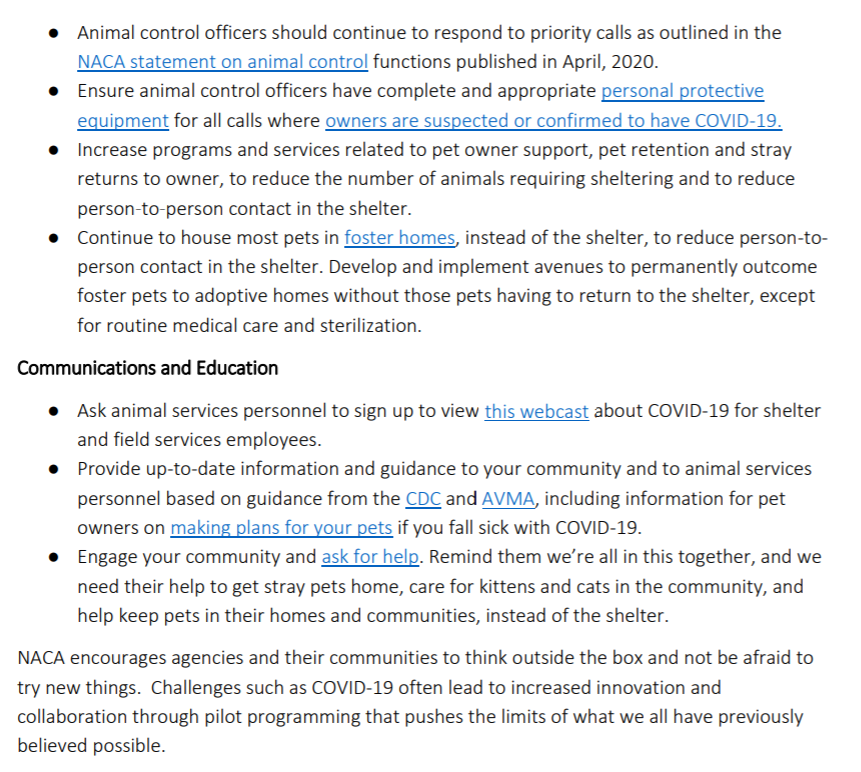 ● Animal control officers should continue to respond to priority calls as outlined in the
NACA statement on animal control functions published in April, 2020.
● Ensure animal control officers have complete and appropriate personal protective
equipment for all calls where owners are suspected or confirmed to have COVID-19.
● Increase programs and services related to pet owner support, pet retention and stray
returns to owner, to reduce the number of animals requiring sheltering and to reduce
person-to-person contact in the shelter.
● Continue to house most pets in foster homes, instead of the shelter, to reduce person-to-
person contact in the shelter. Develop and implement avenues to permanently outcome
foster pets to adoptive homes without those pets having to return to the shelter, except
for routine medical care and sterilization.
Communications and Education
● Ask animal services personnel to sign up to view this webcast about COVID-19 for shelter
and field services employees.
● Provide up-to-date information and guidance to your community and to animal services
personnel based on guidance from the CDC and AVMA, including information for pet
owners on making plans for your pets if you fall sick with COVID-19.
● Engage your community and ask for help. Remind them we’re all in this together, and we
need their help to get stray pets home, care for kittens and cats in the community, and
help keep pets in their homes and communities, instead of the shelter.
NACA encourages agencies and their communities to think outside the box and not be afraid to
try new things.  Challenges such as COVID-19 often lead to increased innovation and
collaboration through pilot programming that pushes the limits of what we all have previously
believed possible.